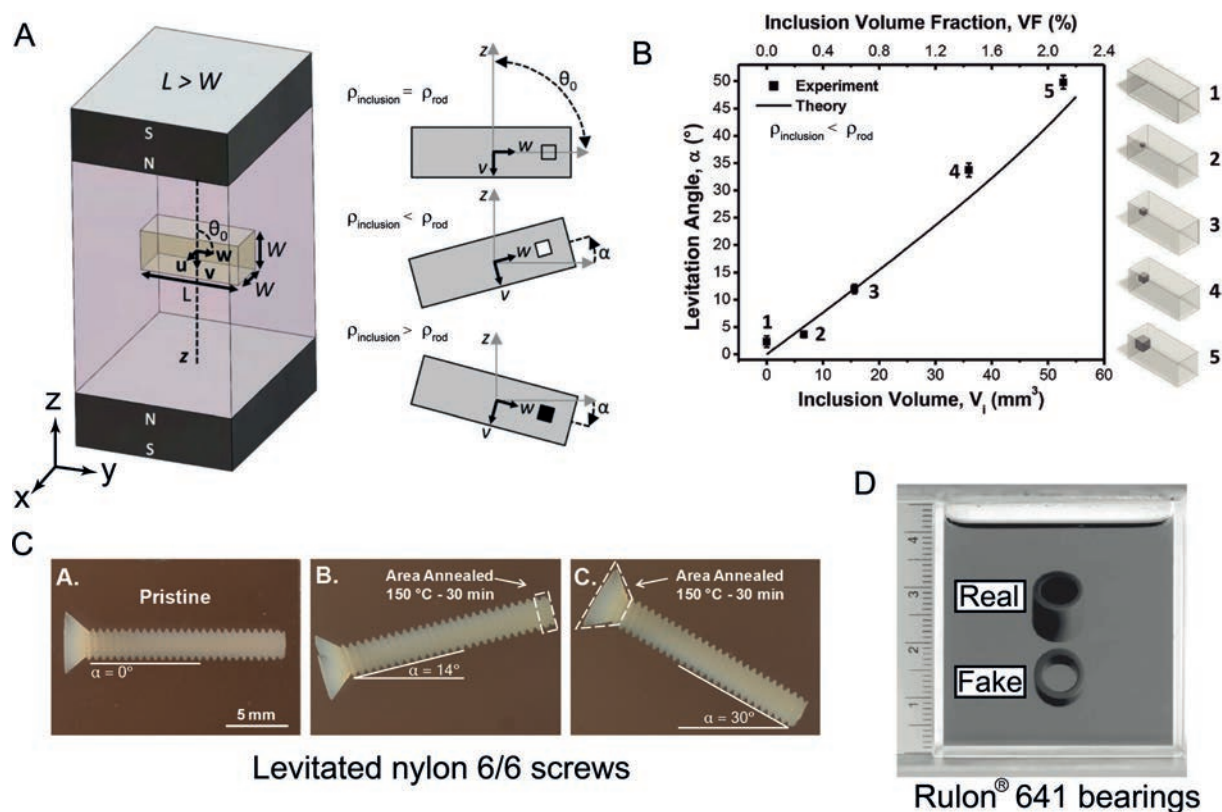 A
L > W
S
N
θ₀
u
w
v
W
W
L
z
N
S
z
y
x
ρinclusion = ρrod
z
θ₀
w
v
ρinclusion < ρrod
z
w
α
v
ρinclusion > ρrod
z
w
α
v
B
Inclusion Volume Fraction, VF (%)
0.0 0.6 1.2 1.8 2.4
Levitation Angle, α (°)
50
45
40
35
30
25
20
15
10
5
0
Experiment
Theory
ρinclusion < ρrod
1
2
3
4
5
0 10 20 30 40 50 60
Inclusion Volume, Vi (mm³)
1
2
3
4
5
C
A.
Pristine
α = 0°
5 mm
B.
Area Annealed
150 °C - 30 min
α = 14°
C.
Area Annealed
150 °C - 30 min
α = 30°
Levitated nylon 6/6 screws
D
4
3
2
1
Real
Fake
Rulon® 641 bearings